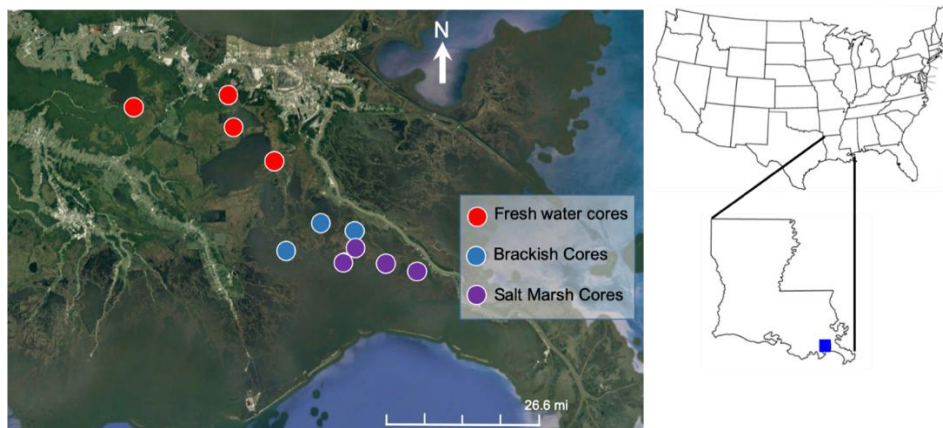 N
Fresh water cores
Brackish Cores
Salt Marsh Cores
26.6 mi